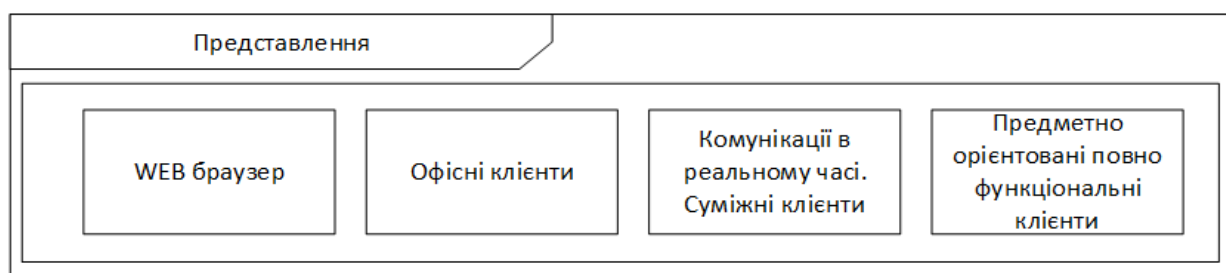 Представлення
WEB браузер
Офісні клієнти
Комунікації в
реальному часі.
Суміжні клієнти
Предметно
орієнтовані повно
функціональні
клієнти